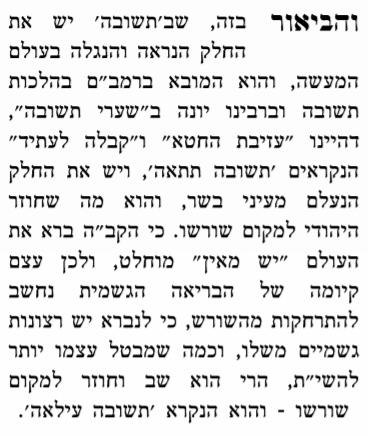 והביאור בזה, שב׳תשובה׳ יש את
החלק הנראה והנגלה בעולם
המעשה, והוא המובא ברמב״ם בהלכות
תשובה וברבינו יונה ב״שערי תשובה״,
דהיינו ״עזיבת החטא״ ו״קבלה לעתיד״
הנקראים ׳תשובה תתאה׳, ויש את החלק
הנעלם מעיני בשר, והוא מה שחוזר
היהודי למקום שורשו. כי הקב״ה ברא את
העולם ״יש מאין״ מוחלט, ולכן עצם
קיומה של הבריאה הגשמית נחשב
להתרחקות מהשורש, כי לנברא יש רצונות
גשמיים משלו, וכמה שמבטל עצמו יותר
להשי״ת, הרי הוא שב וחוזר למקום
שורשו - והוא הנקרא ׳תשובה עילאה׳.